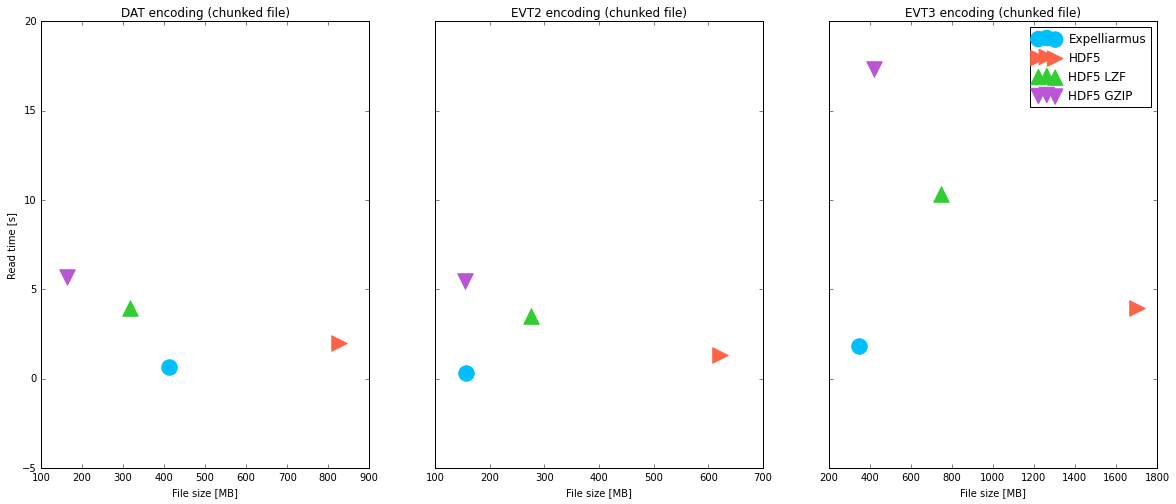 DAT encoding (chunked file)
EVT2 encoding (chunked file)
EVT3 encoding (chunked file)
Expelliarmus
HDF5
HDF5 LZF
HDF5 GZIP
Read time [s]
20
15
10
5
0
−5
100 200 300 400 500 600 700 800 900
100 200 300 400 500 600 700
200 400 600 800 1000 1200 1400 1600 1800
File size [MB]
File size [MB]
File size [MB]